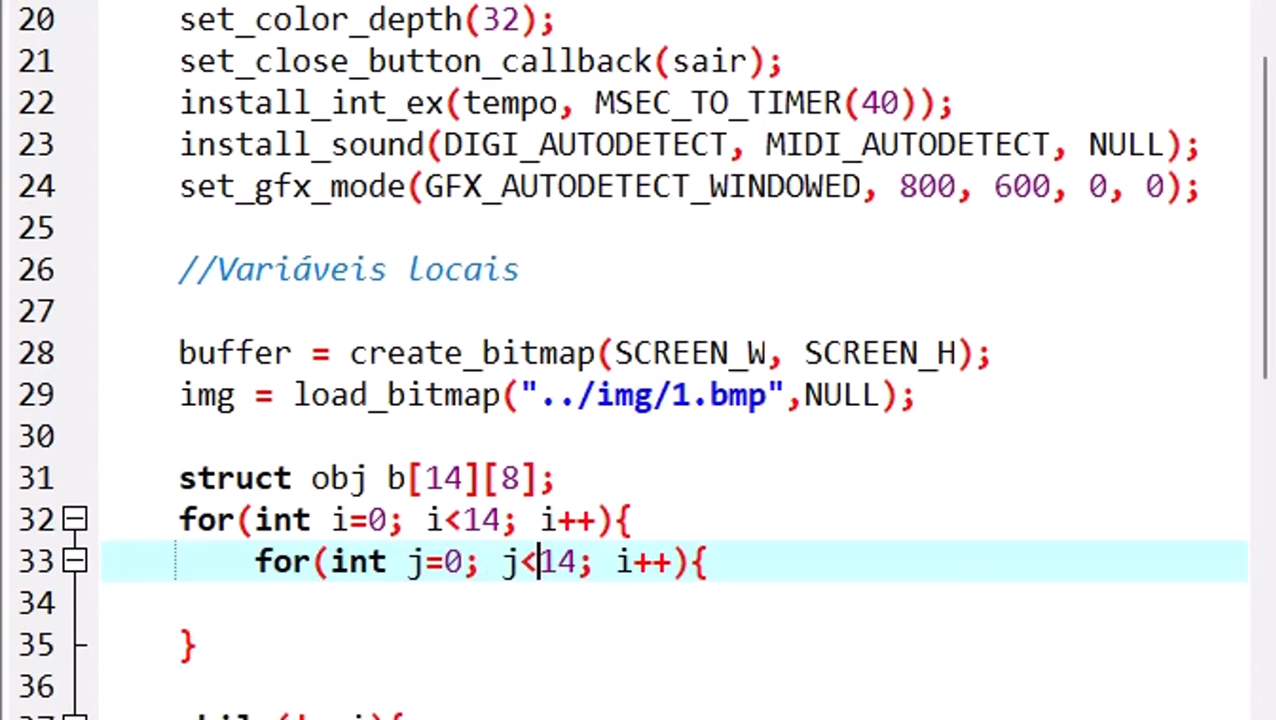 20 set_color_depth(32);
21 set_close_button_callback(sair);
22 install_int_ex(tempo, MSEC_TO_TIMER(40));
23 install_sound(DIGI_AUTODETECT, MIDI_AUTODETECT, NULL);
24 set_gfx_mode(GFX_AUTODETECT_WINDOWED, 800, 600, 0, 0);
25
26 //Variáveis locais
27
28 buffer = create_bitmap(SCREEN_W, SCREEN_H);
29 img = load_bitmap("../img/1.bmp",NULL);
30
31 struct obj b[14][8];
32 for(int i=0; i<14; i++){
33 for(int j=0; j<14; i++){
34
35 }
36